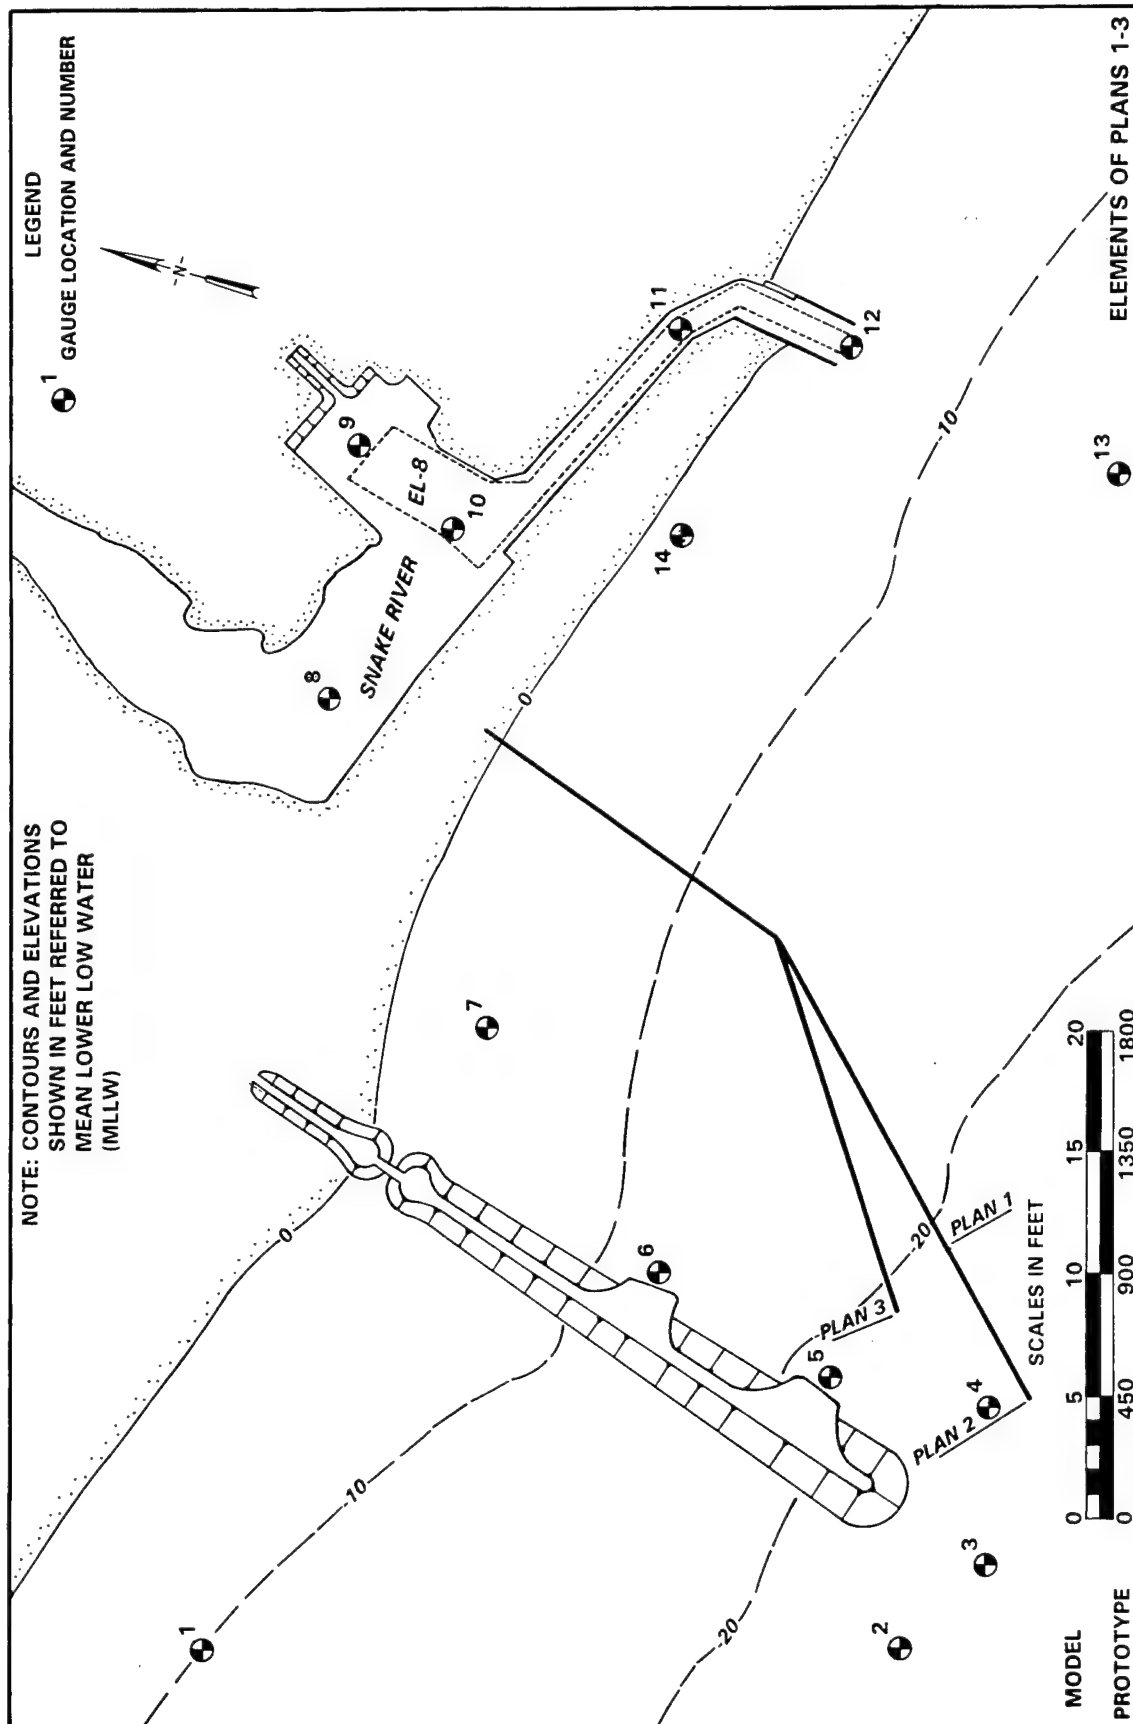 NOTE: CONTOURS AND ELEVATIONS
SHOWN IN FEET REFERRED TO
MEAN LOWER LOW WATER
(MLLW)
LEGEND
1
GAUGE LOCATION AND NUMBER
-N-
SNAKE RIVER
EL-8
8
9
10
11
12
13
14
7
6
5
4
3
2
1
0
0
-10
-10
-20
-20
PLAN 3
PLAN 1
PLAN 2
SCALES IN FEET
MODEL
0 5 10 15 20
PROTOTYPE
0 450 900 1350 1800
ELEMENTS OF PLANS 1-3